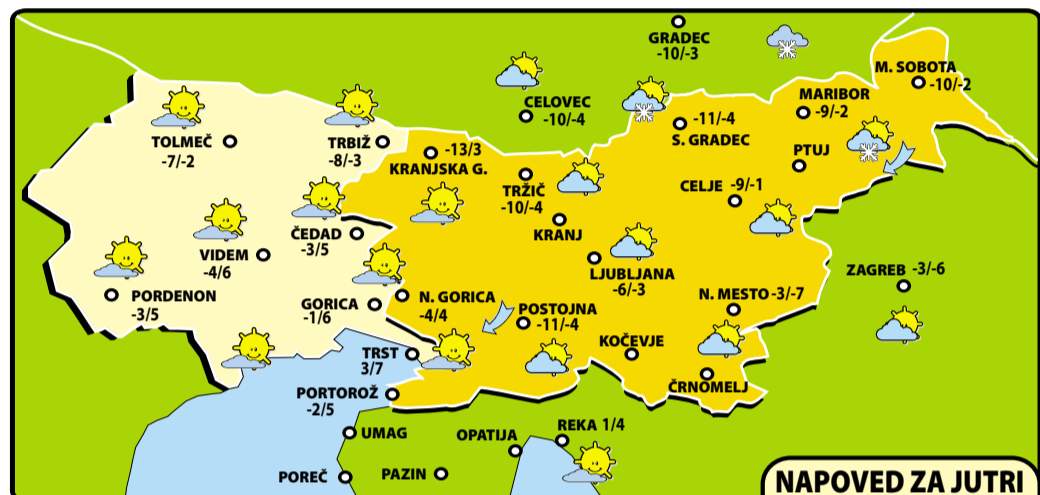 GRADEC
-10/-3
M. SOBOTA
-10/-2
CELOVEC
-10/-4
MARIBOR
-9/-2
-11/-4
S. GRADEC
TOLMEČ
-7/-2
TRBIŽ
-8/-3
-13/3
KRANJSKA G.
PTUJ
TRŽIČ
-10/-4
CELJE -9/-1
KRANJ
ČEDAD
-3/5
VIDEM
-4/6
LJUBLJANA
-6/-3
ZAGREB -3/-6
PORDENON
-3/5
GORICA
-1/6
N. GORICA
-4/4
POSTOJNA
-11/-4
N. MESTO -3/-7
KOČEVJE
TRST
3/7
ČRNOMELJ
PORTOROŽ
-2/5
UMAG
OPATIJA
REKA 1/4
POREČ
PAZIN
NAPOVED ZA JUTRI